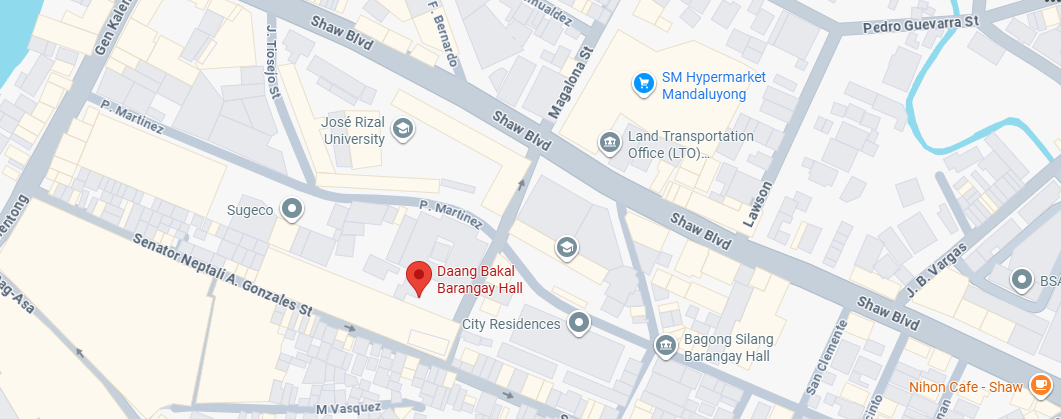 Gen Kalen
J. Tiosejo St
Shaw Blvd
F. Bernardo
Magalona St
Pedro Guevarra St
SM Hypermarket
Mandaluyong
P. Martinez
José Rizal
University
Shaw Blvd
Land Transportation
Office (LTO)...
Sugeco
P. Martinez
Shaw Blvd
Lawson
Senator Neptali A. Gonzales St
Daang Bakal
Barangay Hall
J. B. Vargas
BSA
Shaw Blvd
City Residences
Bagong Silang
Barangay Hall
San Clemente
Nihon Cafe - Shaw
M Vasquez